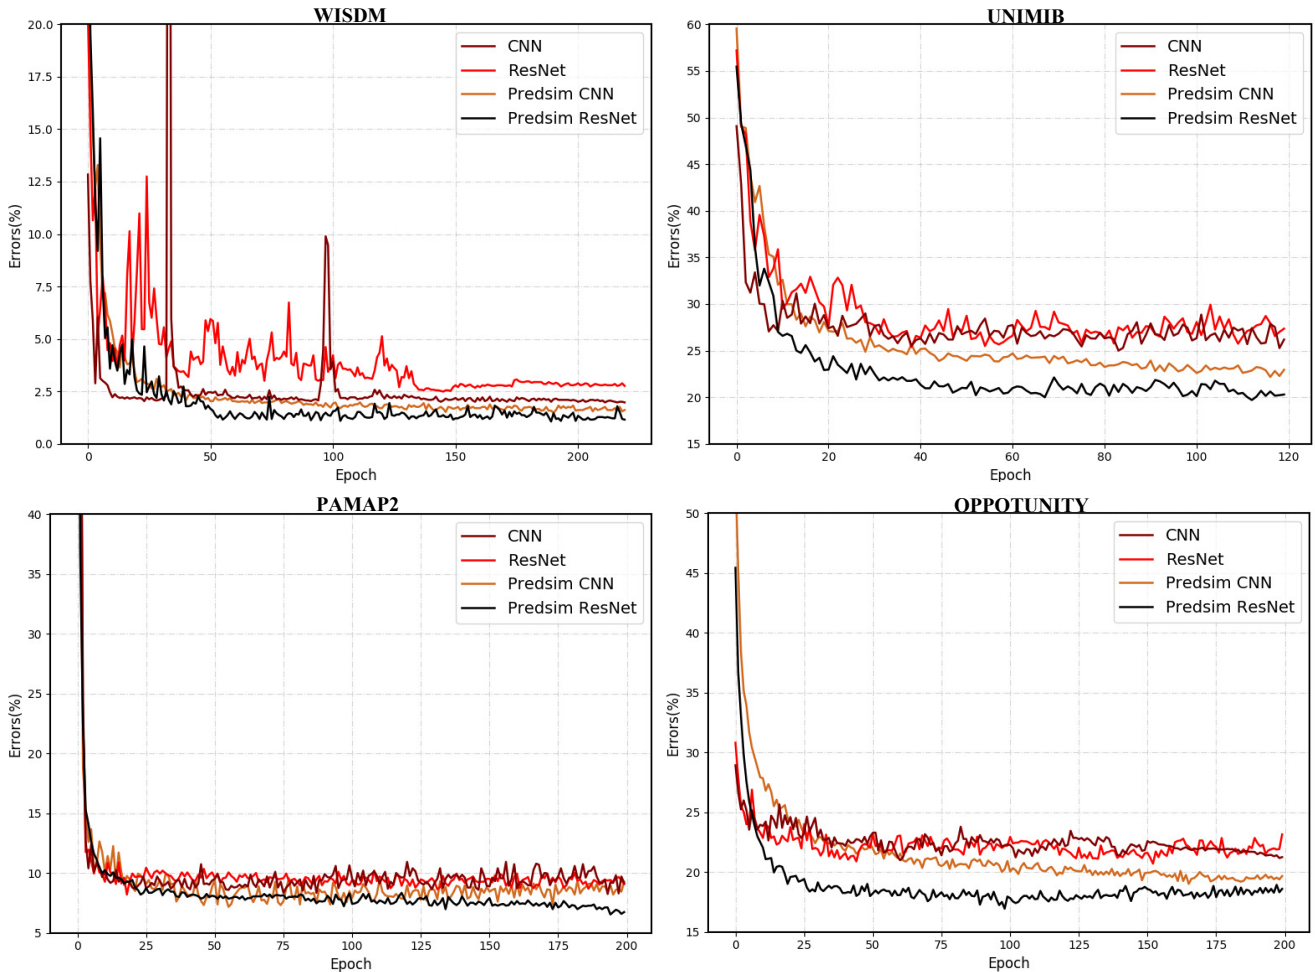 WISDM
20.0
17.5
15.0
12.5
10.0
7.5
5.0
2.5
0.0
Errors(%)
CNN
ResNet
Predsim CNN
Predsim ResNet
0 50 100 150 200
Epoch
UNIMIB
60
55
50
45
40
35
30
25
20
15
Errors(%)
CNN
ResNet
Predsim CNN
Predsim ResNet
0 20 40 60 80 100 120
Epoch
PAMAP2
40
35
30
25
20
15
10
5
Errors(%)
CNN
ResNet
Predsim CNN
Predsim ResNet
0 25 50 75 100 125 150 175 200
Epoch
OPPOTUNITY
50
45
40
35
30
25
20
15
Errors(%)
CNN
ResNet
Predsim CNN
Predsim ResNet
0 25 50 75 100 125 150 175 200
Epoch